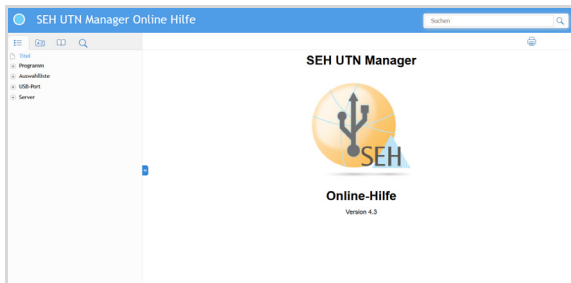 SEH UTN Manager Online Hilfe
Suchen
Titel
Programm
Auswahlliste
USB-Port
Server
SEH UTN Manager
SEH
Online-Hilfe
Version 4.3